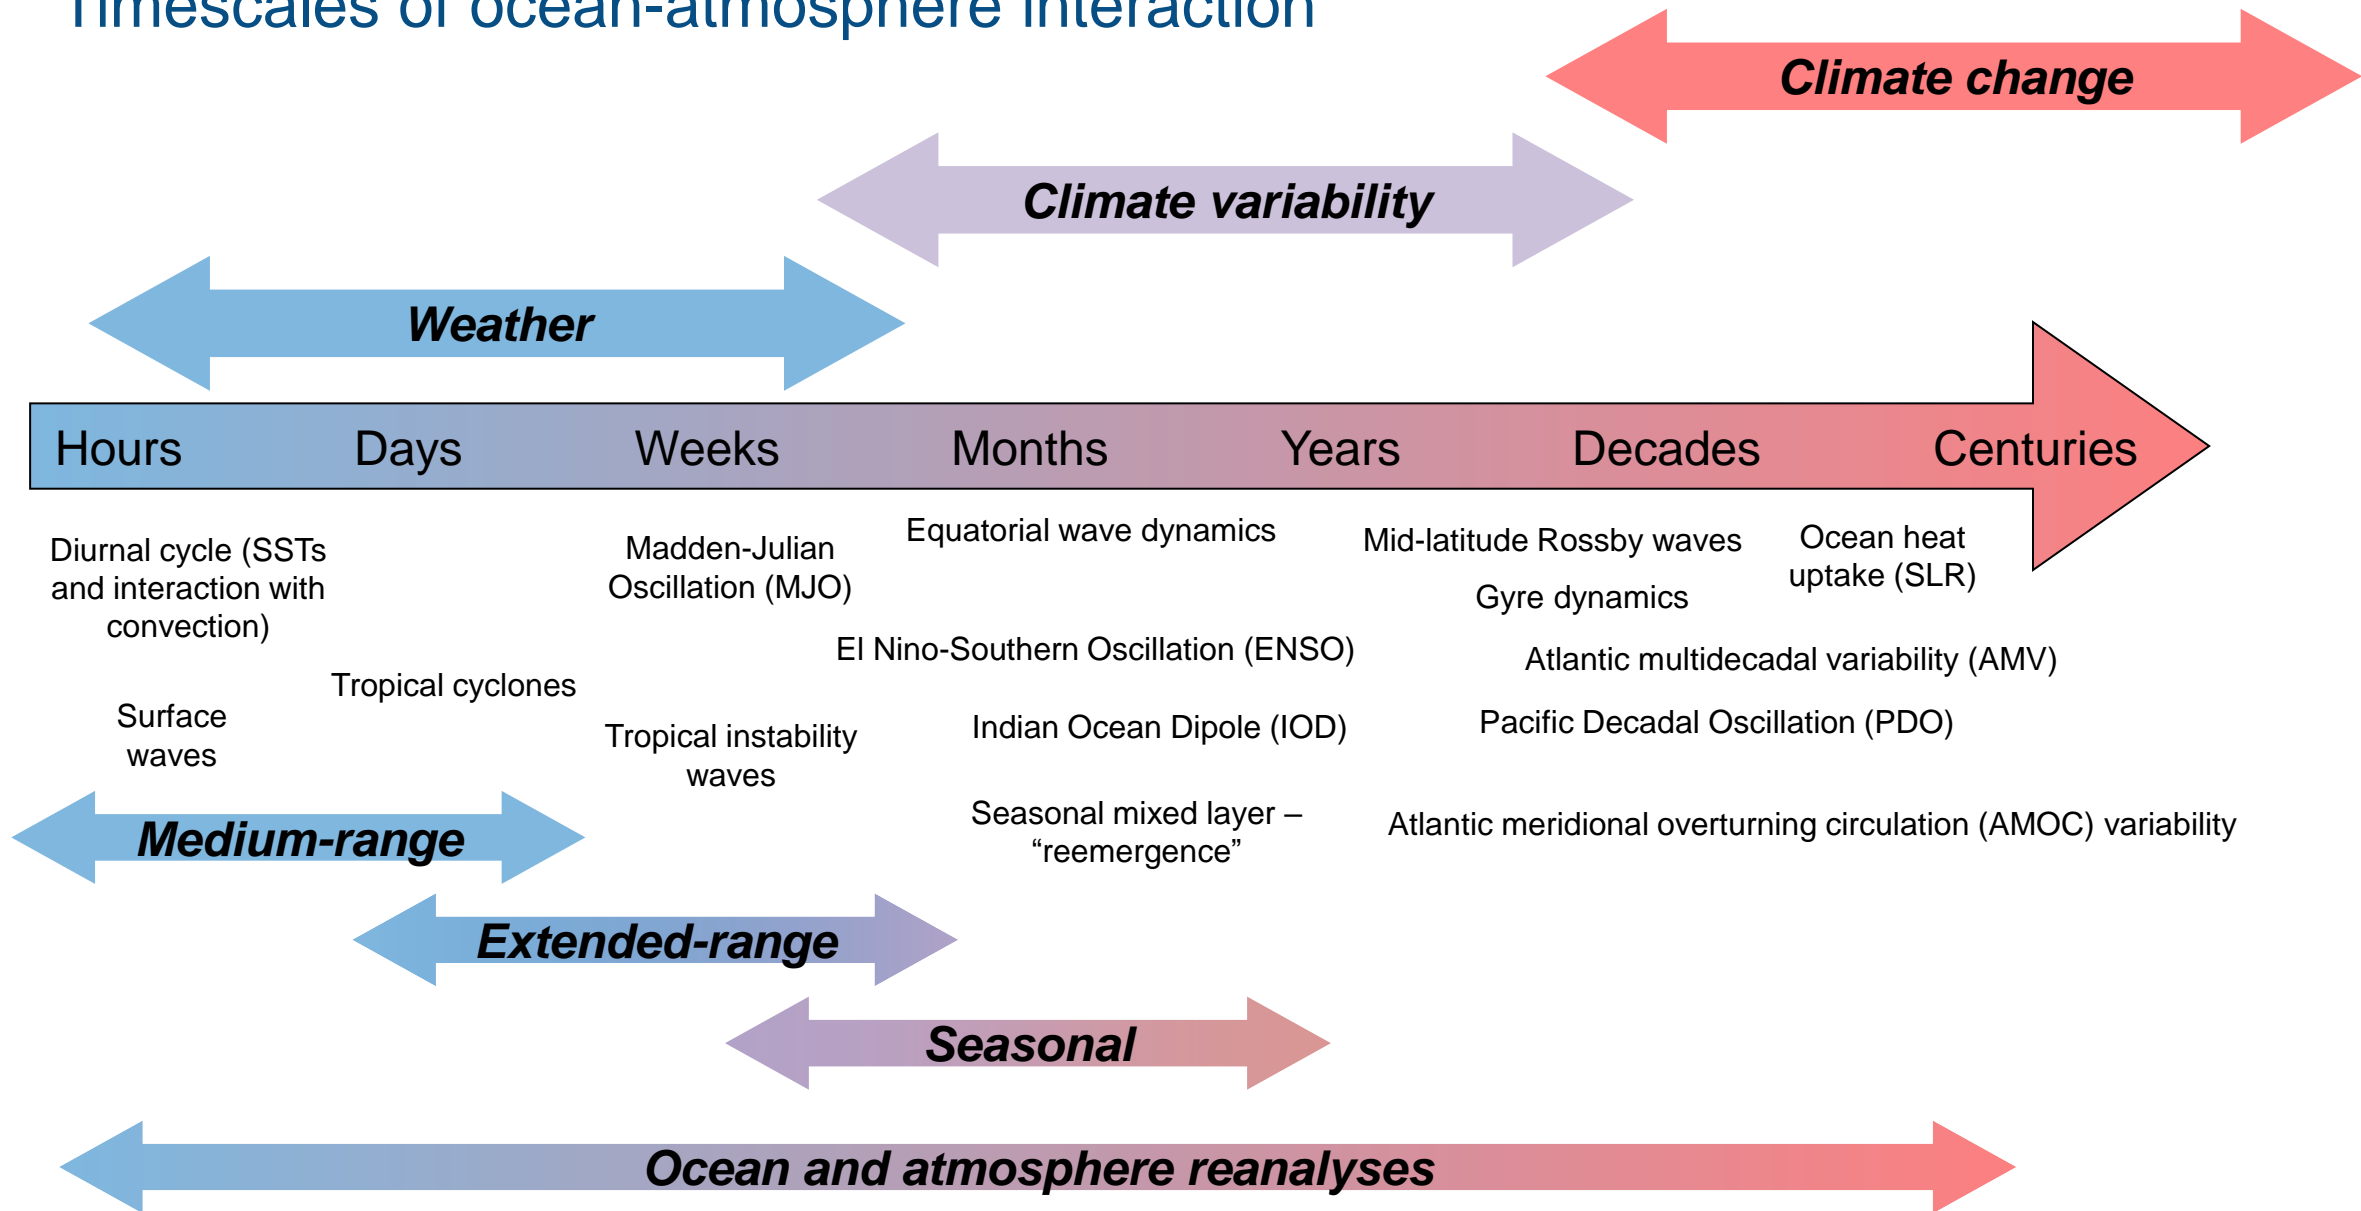 Timescales of ocean-atmosphere interaction
Climate change
Climate variability
Weather
Hours Days Weeks Months Years Decades Centuries
Diurnal cycle (SSTs
and interaction with
convection)
Surface
waves
Tropical cyclones
Madden-Julian
Oscillation (MJO)
Tropical instability
waves
Equatorial wave dynamics
El Nino-Southern Oscillation (ENSO)
Indian Ocean Dipole (IOD)
Seasonal mixed layer –
“reemergence”
Mid-latitude Rossby waves
Gyre dynamics
Ocean heat
uptake (SLR)
Atlantic multidecadal variability (AMV)
Pacific Decadal Oscillation (PDO)
Atlantic meridional overturning circulation (AMOC) variability
Medium-range
Extended-range
Seasonal
Ocean and atmosphere reanalyses